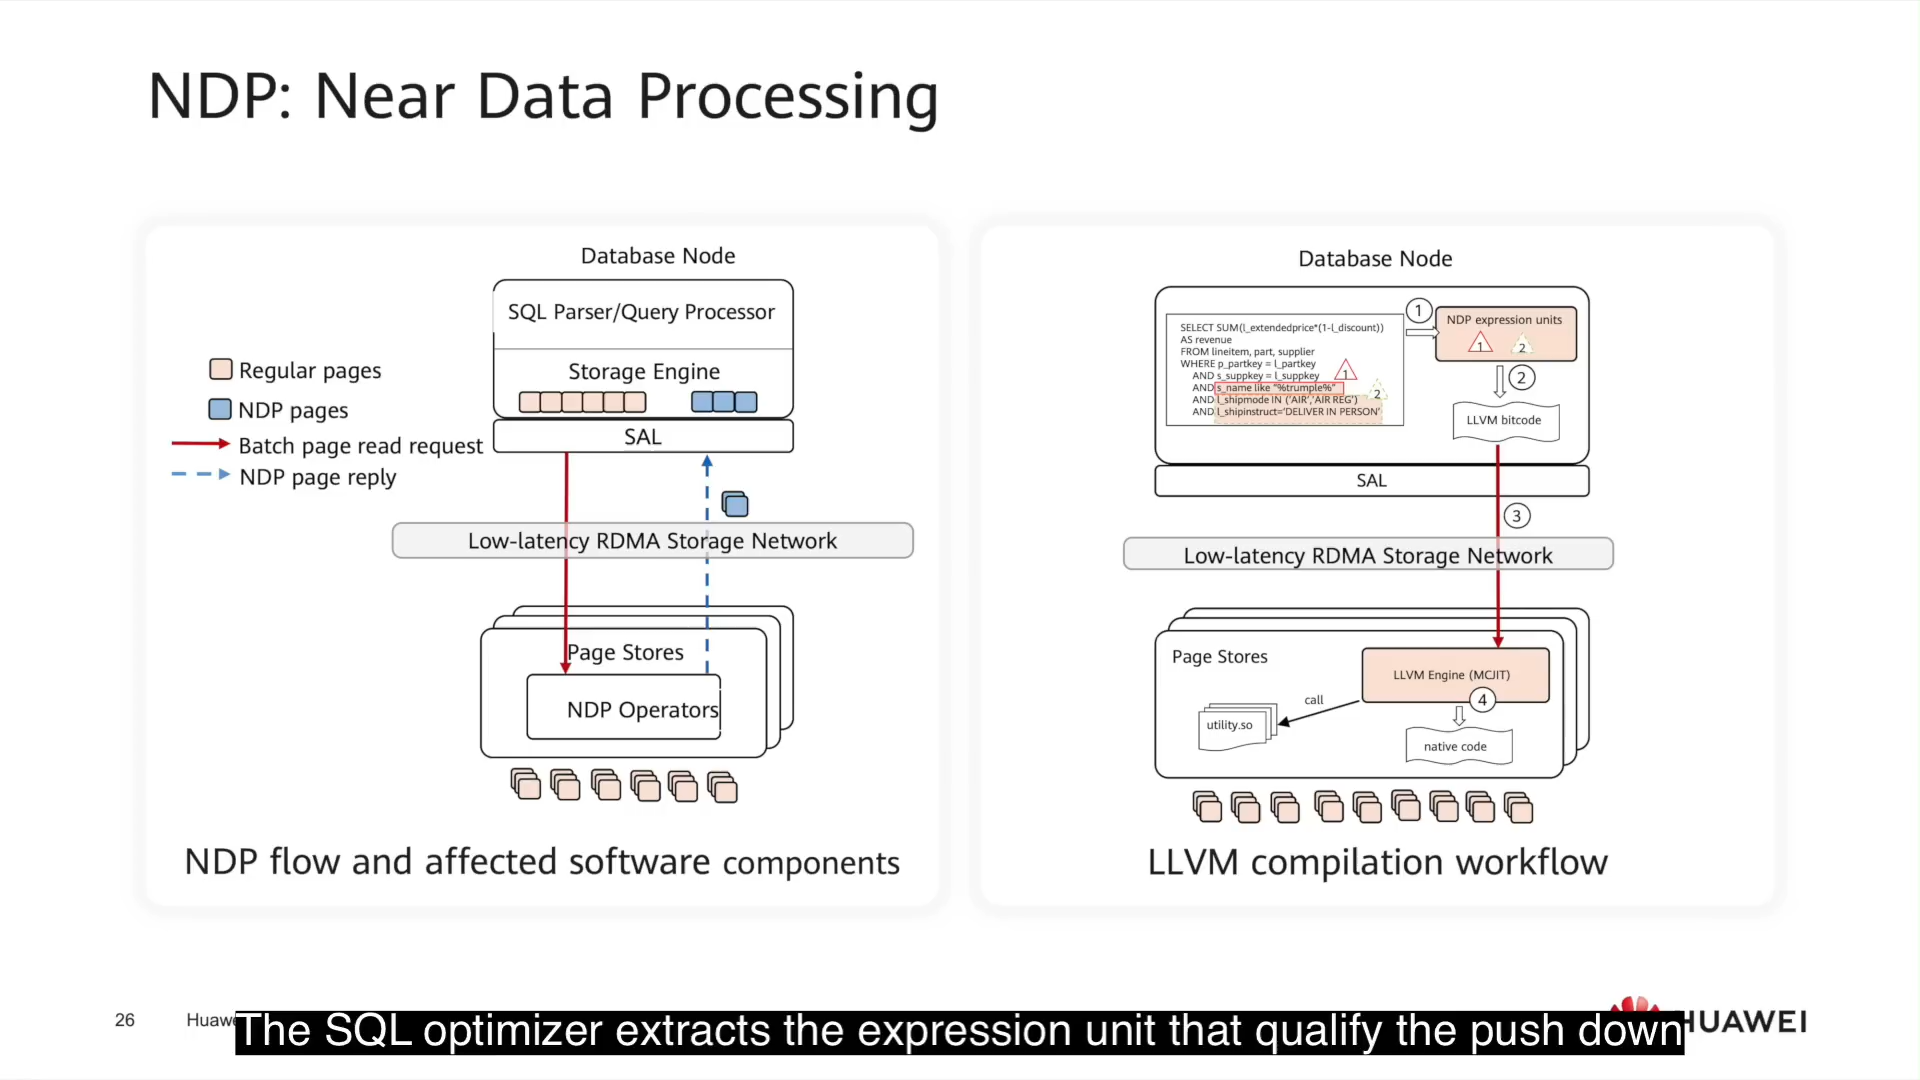 NDP: Near Data Processing
Database Node
SQL Parser/Query Processor
Storage Engine
SAL
Regular pages
NDP pages
Batch page read request
NDP page reply
Low-latency RDMA Storage Network
Page Stores
NDP Operators
NDP flow and affected software components
Database Node
SELECT SUM(l_extendedprice*(1-l_discount))
AS revenue
FROM lineitem, part, supplier
WHERE p_partkey = l_partkey
AND s_suppkey = l_suppkey
1
AND s_name like "%trumple%"
2
AND l_shipmode IN ('AIR','AIR REG')
AND l_shipinstruct='DELIVER IN PERSON'
1
NDP expression units
1
2
2
LLVM bitcode
SAL
3
Low-latency RDMA Storage Network
Page Stores
LLVM Engine (MCJIT)
4
call
utility.so
native code
LLVM compilation workflow
26
HUAWEI
The SQL optimizer extracts the expression unit that qualify the push down